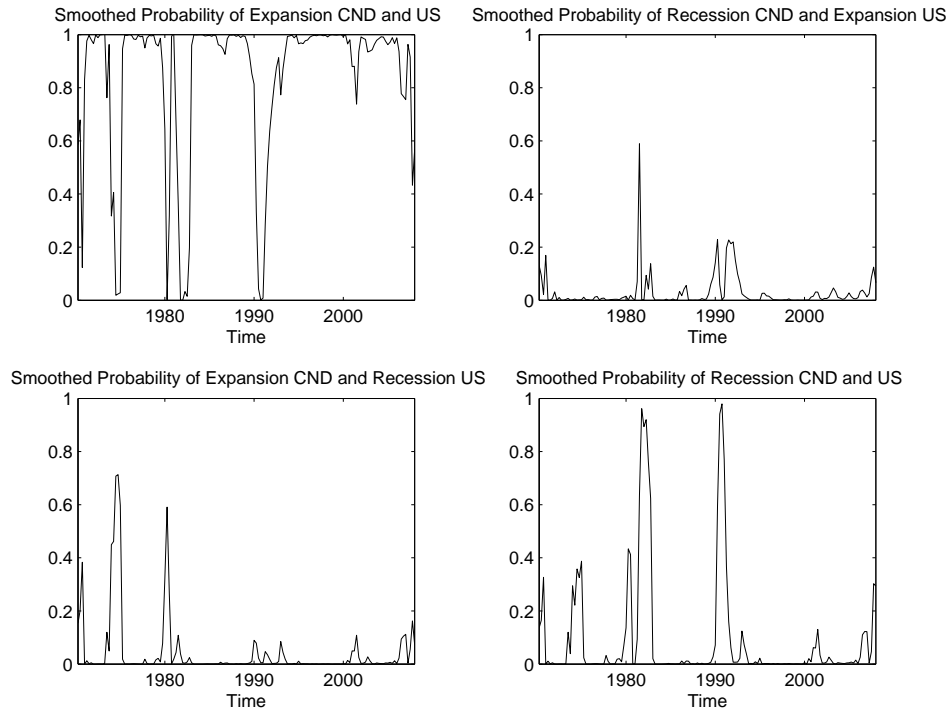 Smoothed Probability of Expansion CND and US
1
0.8
0.6
0.4
0.2
0
1980 1990 2000
Time
Smoothed Probability of Recession CND and Expansion US
1
0.8
0.6
0.4
0.2
0
1980 1990 2000
Time
Smoothed Probability of Expansion CND and Recession US
1
0.8
0.6
0.4
0.2
0
1980 1990 2000
Time
Smoothed Probability of Recession CND and US
1
0.8
0.6
0.4
0.2
0
1980 1990 2000
Time